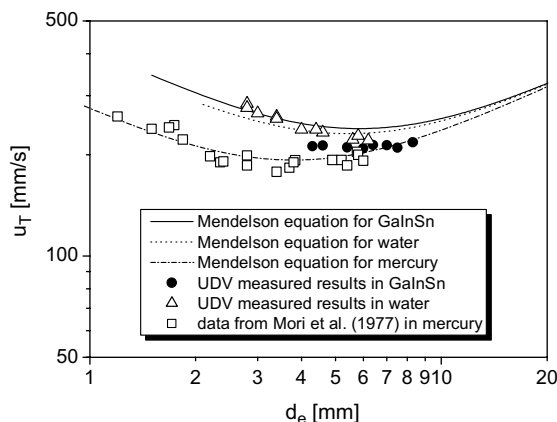 500
100
50
u_T [mm/s]
Mendelson equation for GaInSn
Mendelson equation for water
Mendelson equation for mercury
UDV measured results in GaInSn
UDV measured results in water
data from Mori et al. (1977) in mercury
1 2 3 4 5 6 7 8 9 10 20
d_e [mm]